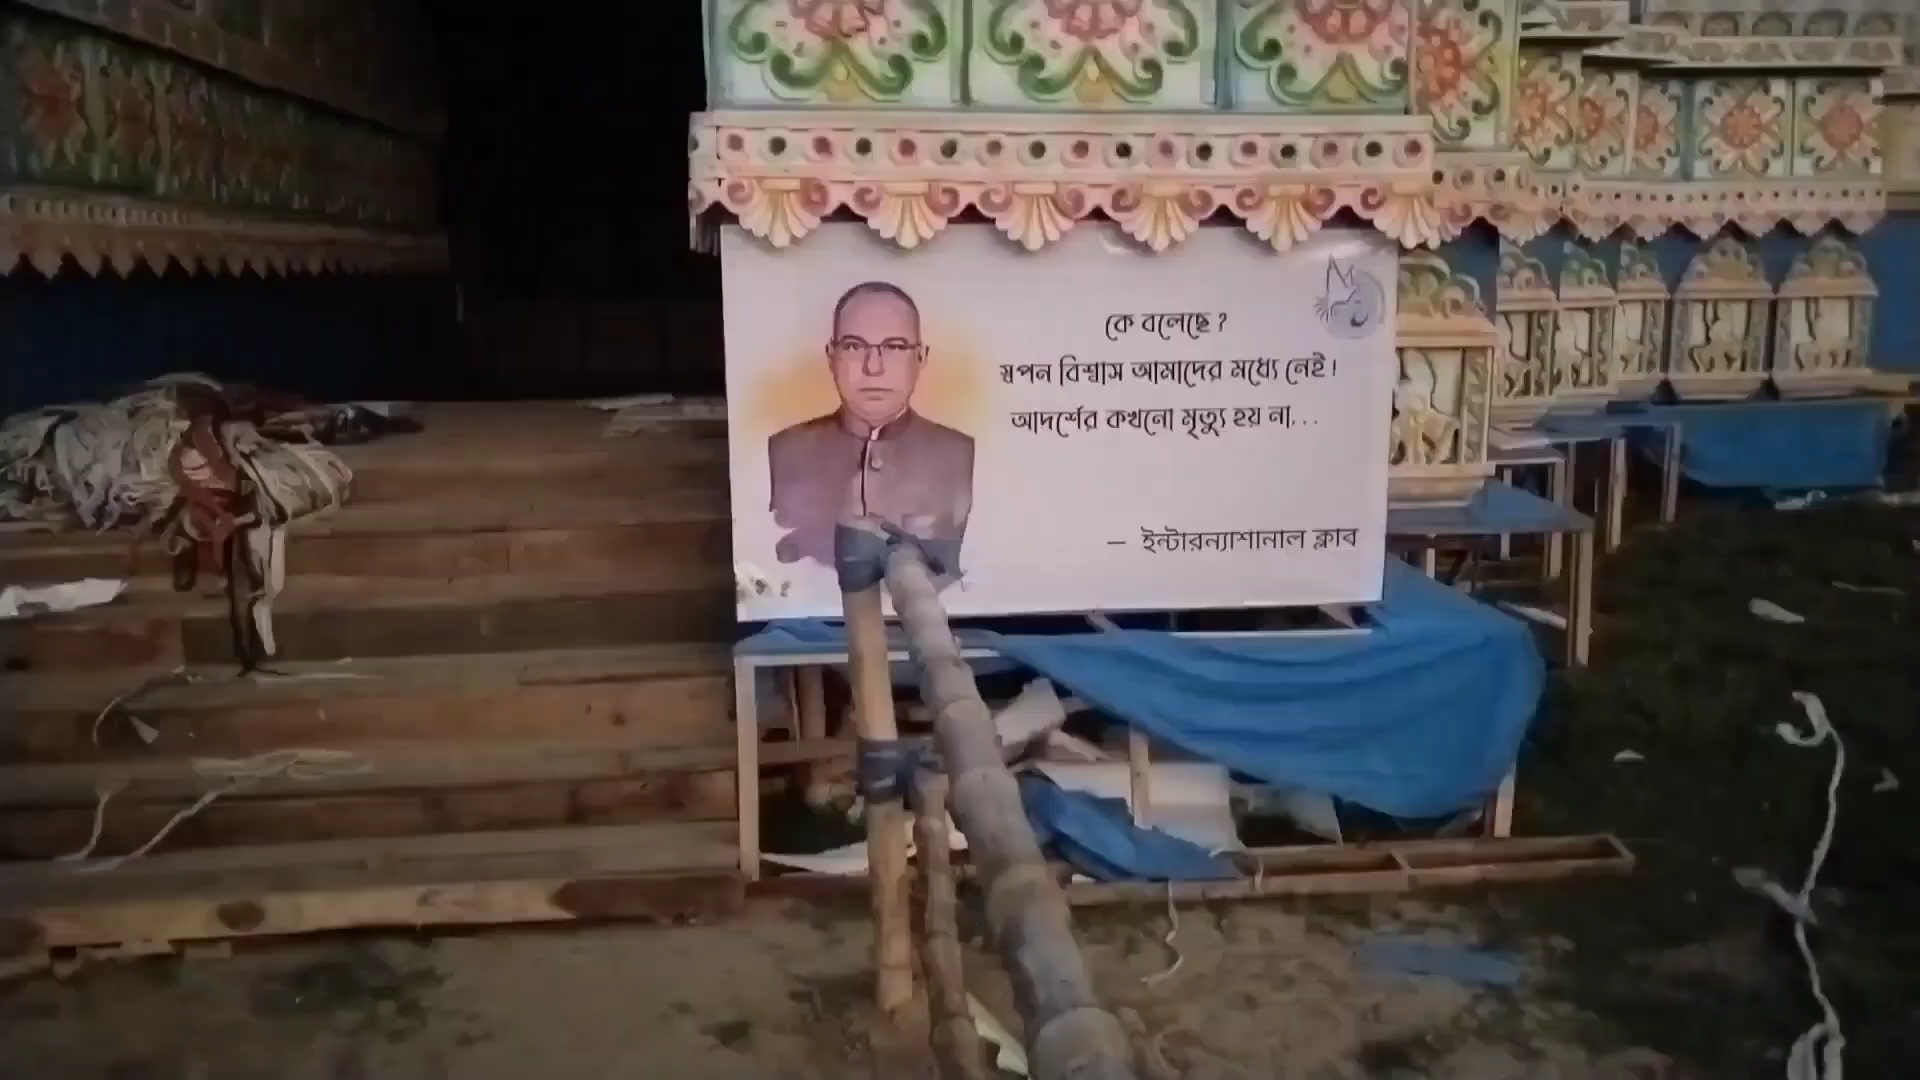 কে বলেছে ?
স্বপন বিশ্বাস আমাদের মধ্যে নেই !
আদর্শের কখনো মৃত্যু হয় না...
— ইন্টারন্যাশানাল ক্লাব